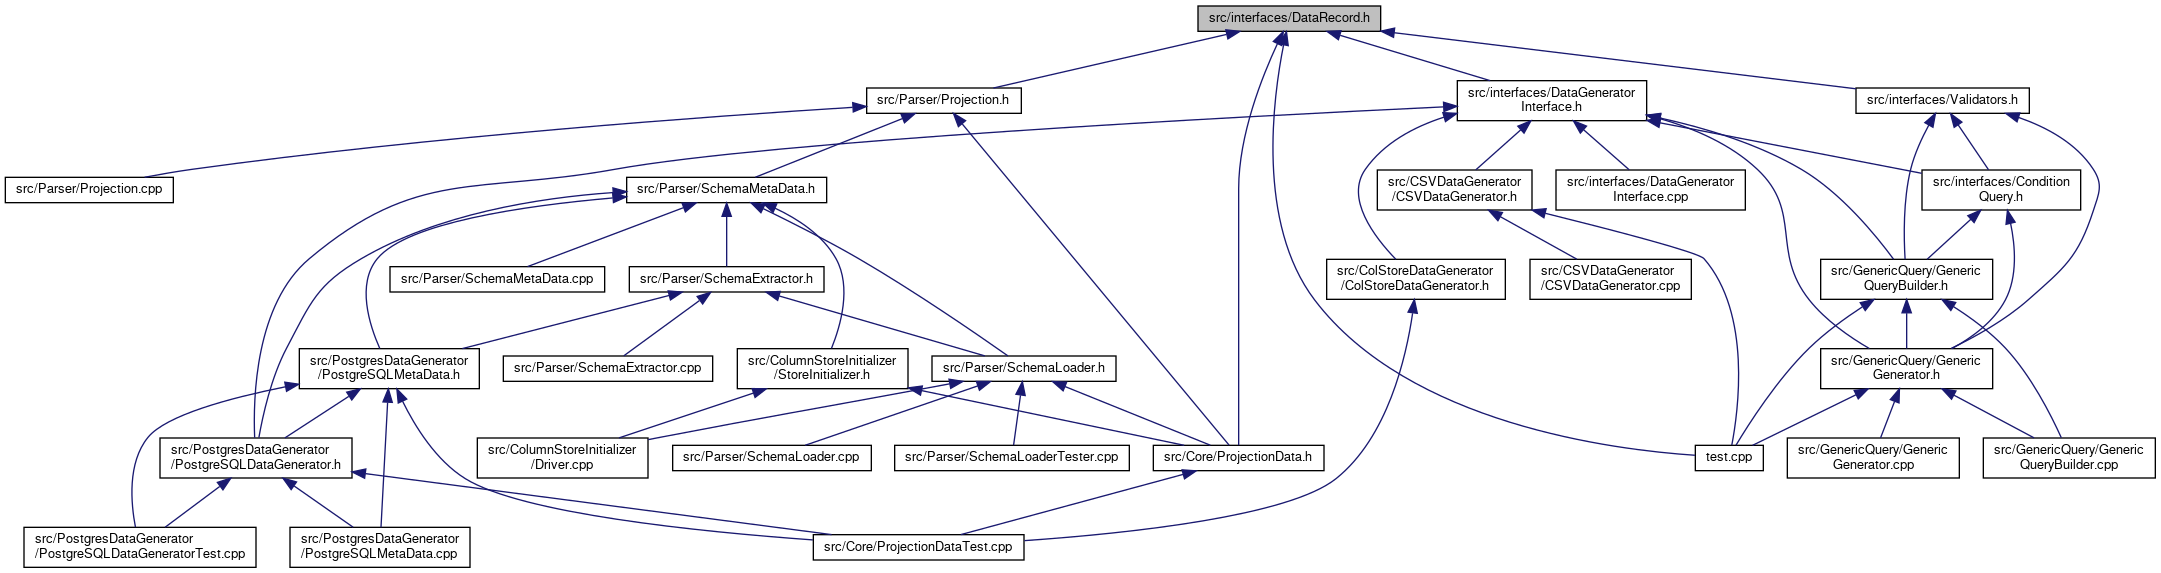 src/interfaces/DataRecord.h
src/Parser/Projection.h
src/interfaces/DataGenerator
Interface.h
src/interfaces/Validators.h
src/Parser/Projection.cpp
src/Parser/SchemaMetaData.h
src/CSVDataGenerator
/CSVDataGenerator.h
src/interfaces/DataGenerator
Interface.cpp
src/interfaces/Condition
Query.h
src/Parser/SchemaMetaData.cpp
src/Parser/SchemaExtractor.h
src/ColStoreDataGenerator
/ColStoreDataGenerator.h
src/CSVDataGenerator
/CSVDataGenerator.cpp
src/GenericQuery/Generic
QueryBuilder.h
src/PostgresDataGenerator
/PostgreSQLMetaData.h
src/Parser/SchemaExtractor.cpp
src/ColumnStoreInitializer
/StoreInitializer.h
src/Parser/SchemaLoader.h
src/GenericQuery/Generic
Generator.h
src/PostgresDataGenerator
/PostgreSQLDataGenerator.h
src/ColumnStoreInitializer
/Driver.cpp
src/Parser/SchemaLoader.cpp
src/Parser/SchemaLoaderTester.cpp
src/Core/ProjectionData.h
test.cpp
src/GenericQuery/Generic
Generator.cpp
src/GenericQuery/Generic
QueryBuilder.cpp
src/PostgresDataGenerator
/PostgreSQLDataGeneratorTest.cpp
src/PostgresDataGenerator
/PostgreSQLMetaData.cpp
src/Core/ProjectionDataTest.cpp